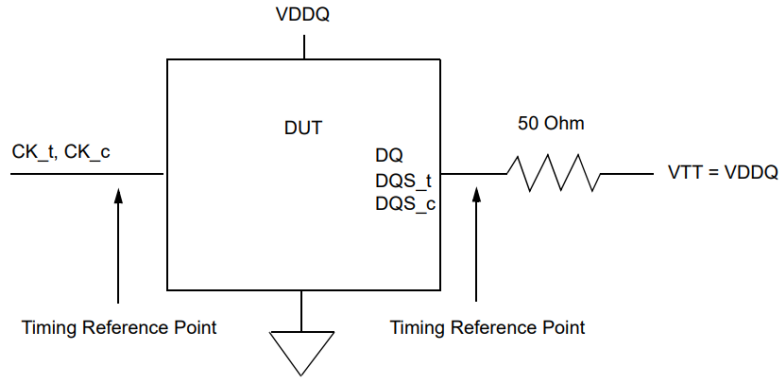 VDDQ
DUT
50 Ohm
CK_t, CK_c
DQ
DQS_t
DQS_c
VTT = VDDQ
Timing Reference Point
Timing Reference Point